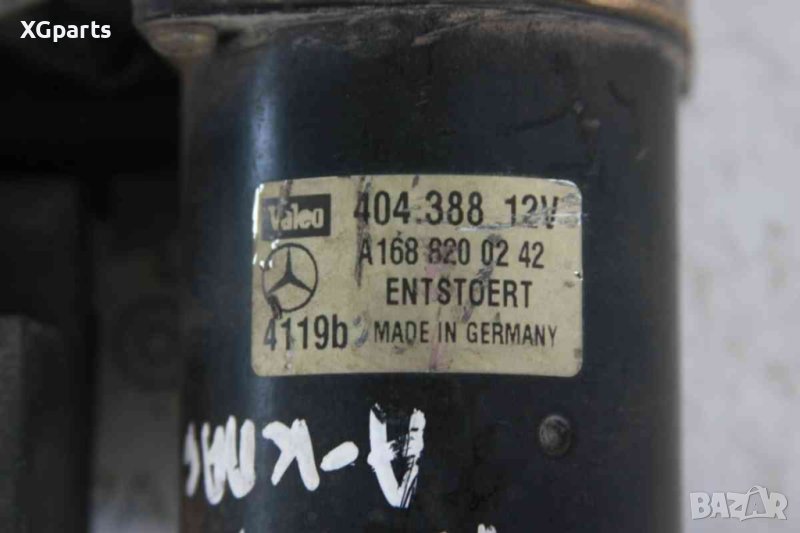 XGparts
Valeo 404.388 12V
A168 820 02 42
ENTSTOERT
4119b MADE IN GERMANY
BAZAR